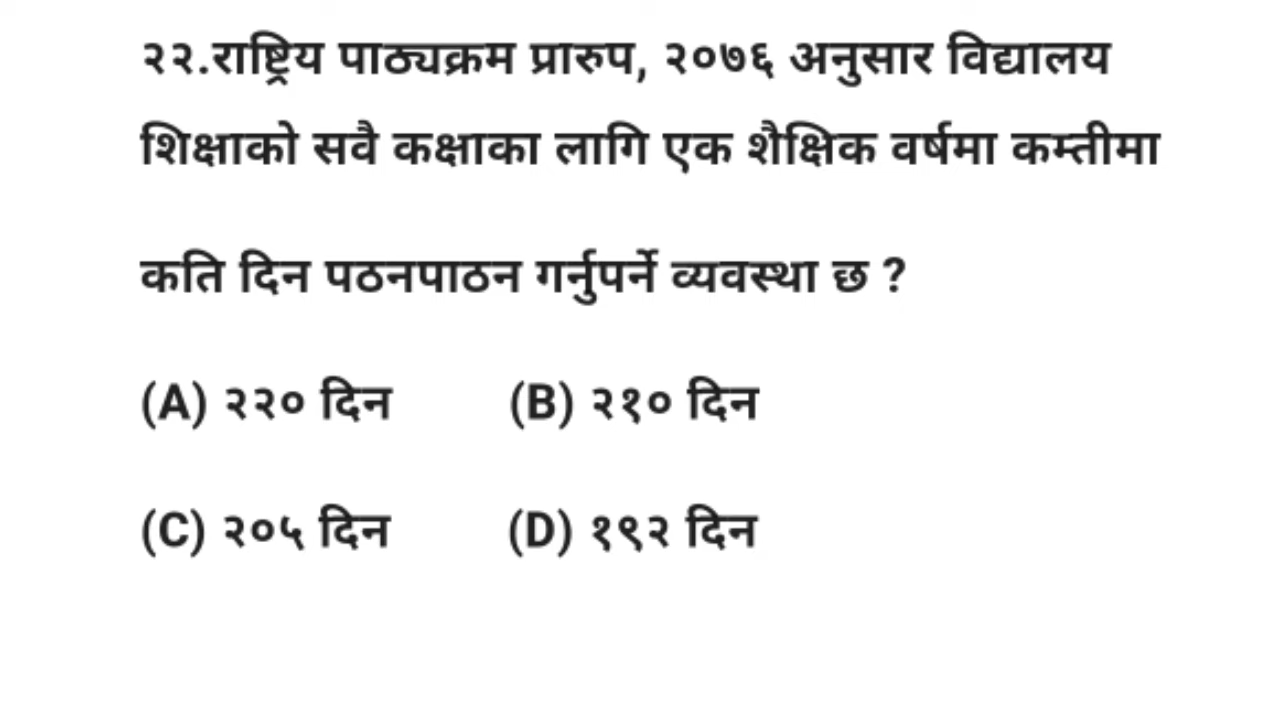 २२.राष्ट्रिय पाठ्यक्रम प्रारुप, २०७६ अनुसार विद्यालय
शिक्षाको सवै कक्षाका लागि एक शैक्षिक वर्षमा कम्तीमा
कति दिन पठनपाठन गर्नुपर्ने व्यवस्था छ ?
(A) २२० दिन (B) २१० दिन
(C) २०५ दिन (D) १९२ दिन